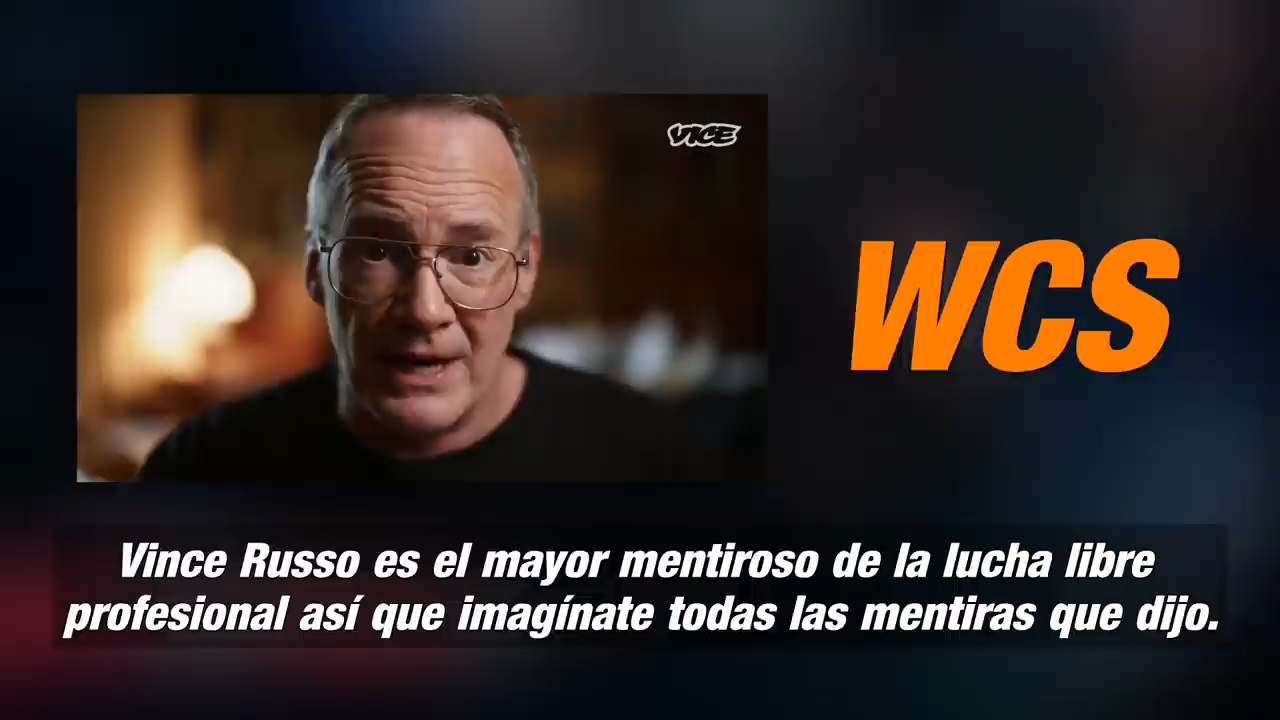 VICE
WCS
Vince Russo es el mayor mentiroso de la lucha libre
profesional así que imagínate todas las mentiras que dijo.